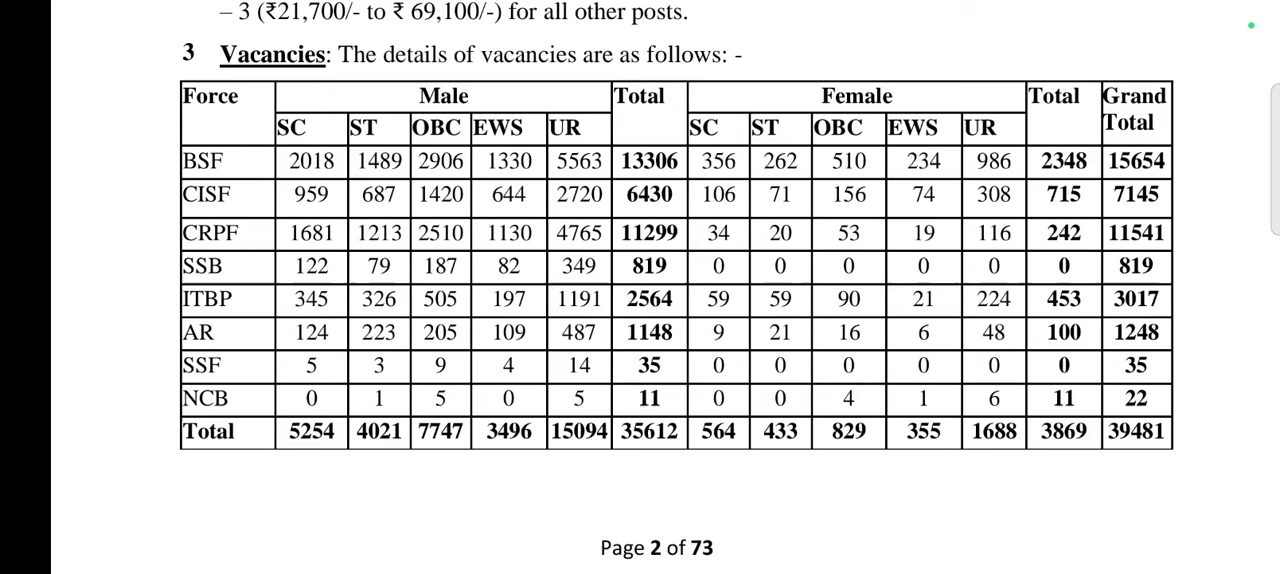 – 3 (₹21,700/- to ₹ 69,100/-) for all other posts.
3 Vacancies: The details of vacancies are as follows: -
Force Male Total Female Total Grand Total
SC ST OBC EWS UR SC ST OBC EWS UR
BSF 2018 1489 2906 1330 5563 13306 356 262 510 234 986 2348 15654
CISF 959 687 1420 644 2720 6430 106 71 156 74 308 715 7145
CRPF 1681 1213 2510 1130 4765 11299 34 20 53 19 116 242 11541
SSB 122 79 187 82 349 819 0 0 0 0 0 0 819
ITBP 345 326 505 197 1191 2564 59 59 90 21 224 453 3017
AR 124 223 205 109 487 1148 9 21 16 6 48 100 1248
SSF 5 3 9 4 14 35 0 0 0 0 0 0 35
NCB 0 1 5 0 5 11 0 0 4 1 6 11 22
Total 5254 4021 7747 3496 15094 35612 564 433 829 355 1688 3869 39481
Page 2 of 73